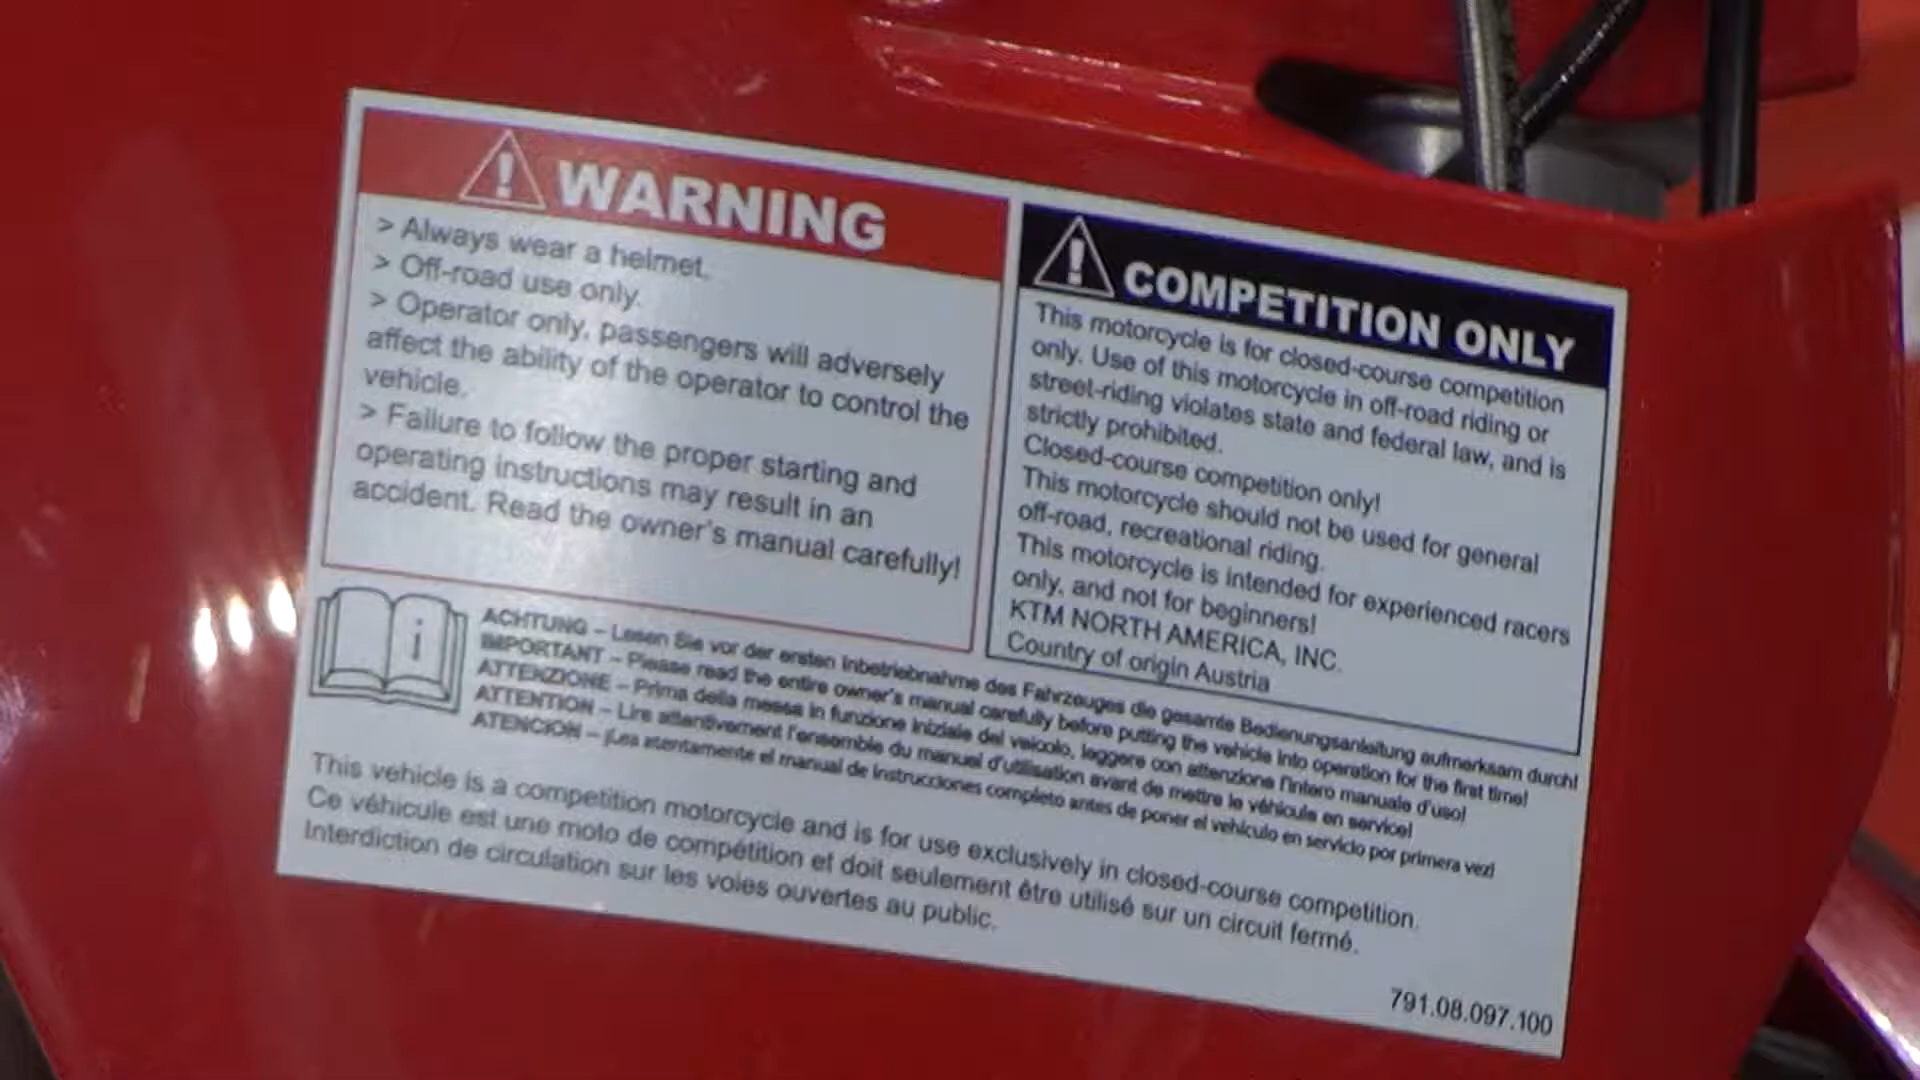 WARNING
> Always wear a helmet.
> Off-road use only.
> Operator only, passengers will adversely
affect the ability of the operator to control the
vehicle.
> Failure to follow the proper starting and
operating instructions may result in an
accident. Read the owner's manual carefully!
COMPETITION ONLY
This motorcycle is for closed-course competition
only. Use of this motorcycle in off-road riding or
street-riding violates state and federal law, and is
strictly prohibited.
Closed-course competition only!
This motorcycle should not be used for general
off-road, recreational riding.
This motorcycle is intended for experienced racers
only, and not for beginners!
KTM NORTH AMERICA, INC.
Country of origin Austria
i
ACHTUNG – Lesen Sie vor der ersten Inbetriebnahme des Fahrzeuges die gesamte Bedienungsanleitung aufmerksam durch!
IMPORTANT – Please read the entire owner's manual carefully before putting the vehicle into operation for the first time!
ATTENZIONE – Prima della messa in funzione iniziale del veicolo, leggere con attenzione l'intero manuale d'uso!
ATTENTION – Lire attentivement l'ensemble du manuel d'utilisation avant de mettre le véhicule en service!
ATENCION – ¡Lea atentamente el manual de instrucciones completo antes de poner el vehículo en servicio por primera vez!
This vehicle is a competition motorcycle and is for use exclusively in closed-course competition.
Ce véhicule est une moto de compétition et doit seulement être utilisé sur un circuit fermé.
Interdiction de circulation sur les voies ouvertes au public.
791.08.097.100